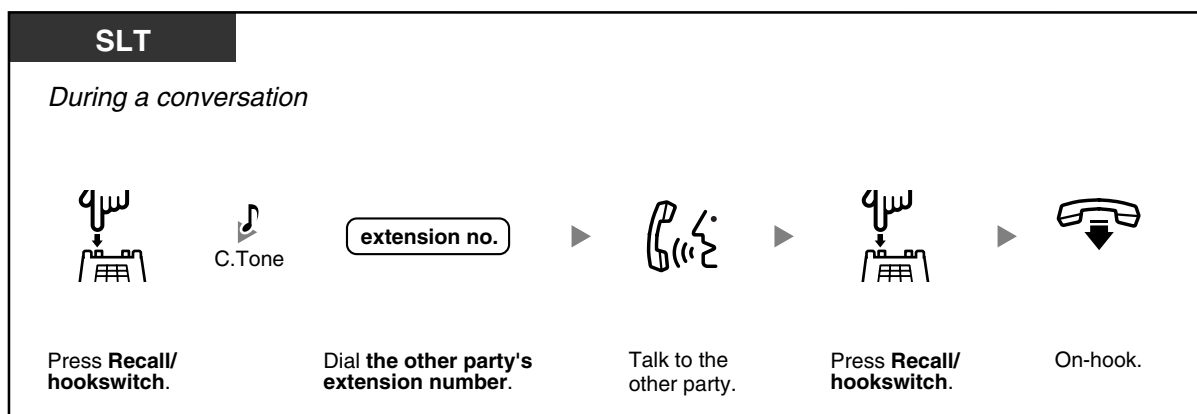 SLT
During a conversation
C.Tone
extension no.
Press Recall/
hookswitch.
Dial the other party's
extension number.
Talk to the
other party.
Press Recall/
hookswitch.
On-hook.